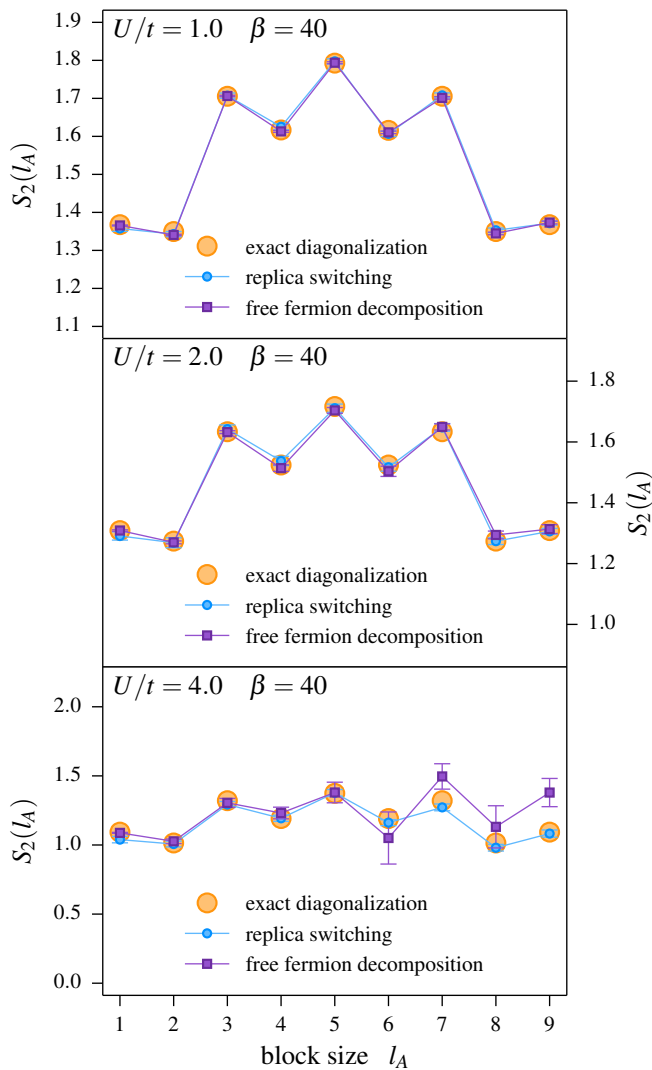 U/t = 1.0 β = 40
1.9
1.8
1.7
1.6
1.5
1.4
1.3
1.2
1.1
S₂(l_A)
exact diagonalization
replica switching
free fermion decomposition
U/t = 2.0 β = 40
1.8
1.6
1.4
1.2
1.0
S₂(l_A)
exact diagonalization
replica switching
free fermion decomposition
U/t = 4.0 β = 40
2.0
1.5
1.0
0.5
0.0
S₂(l_A)
exact diagonalization
replica switching
free fermion decomposition
1 2 3 4 5 6 7 8 9
block size l_A